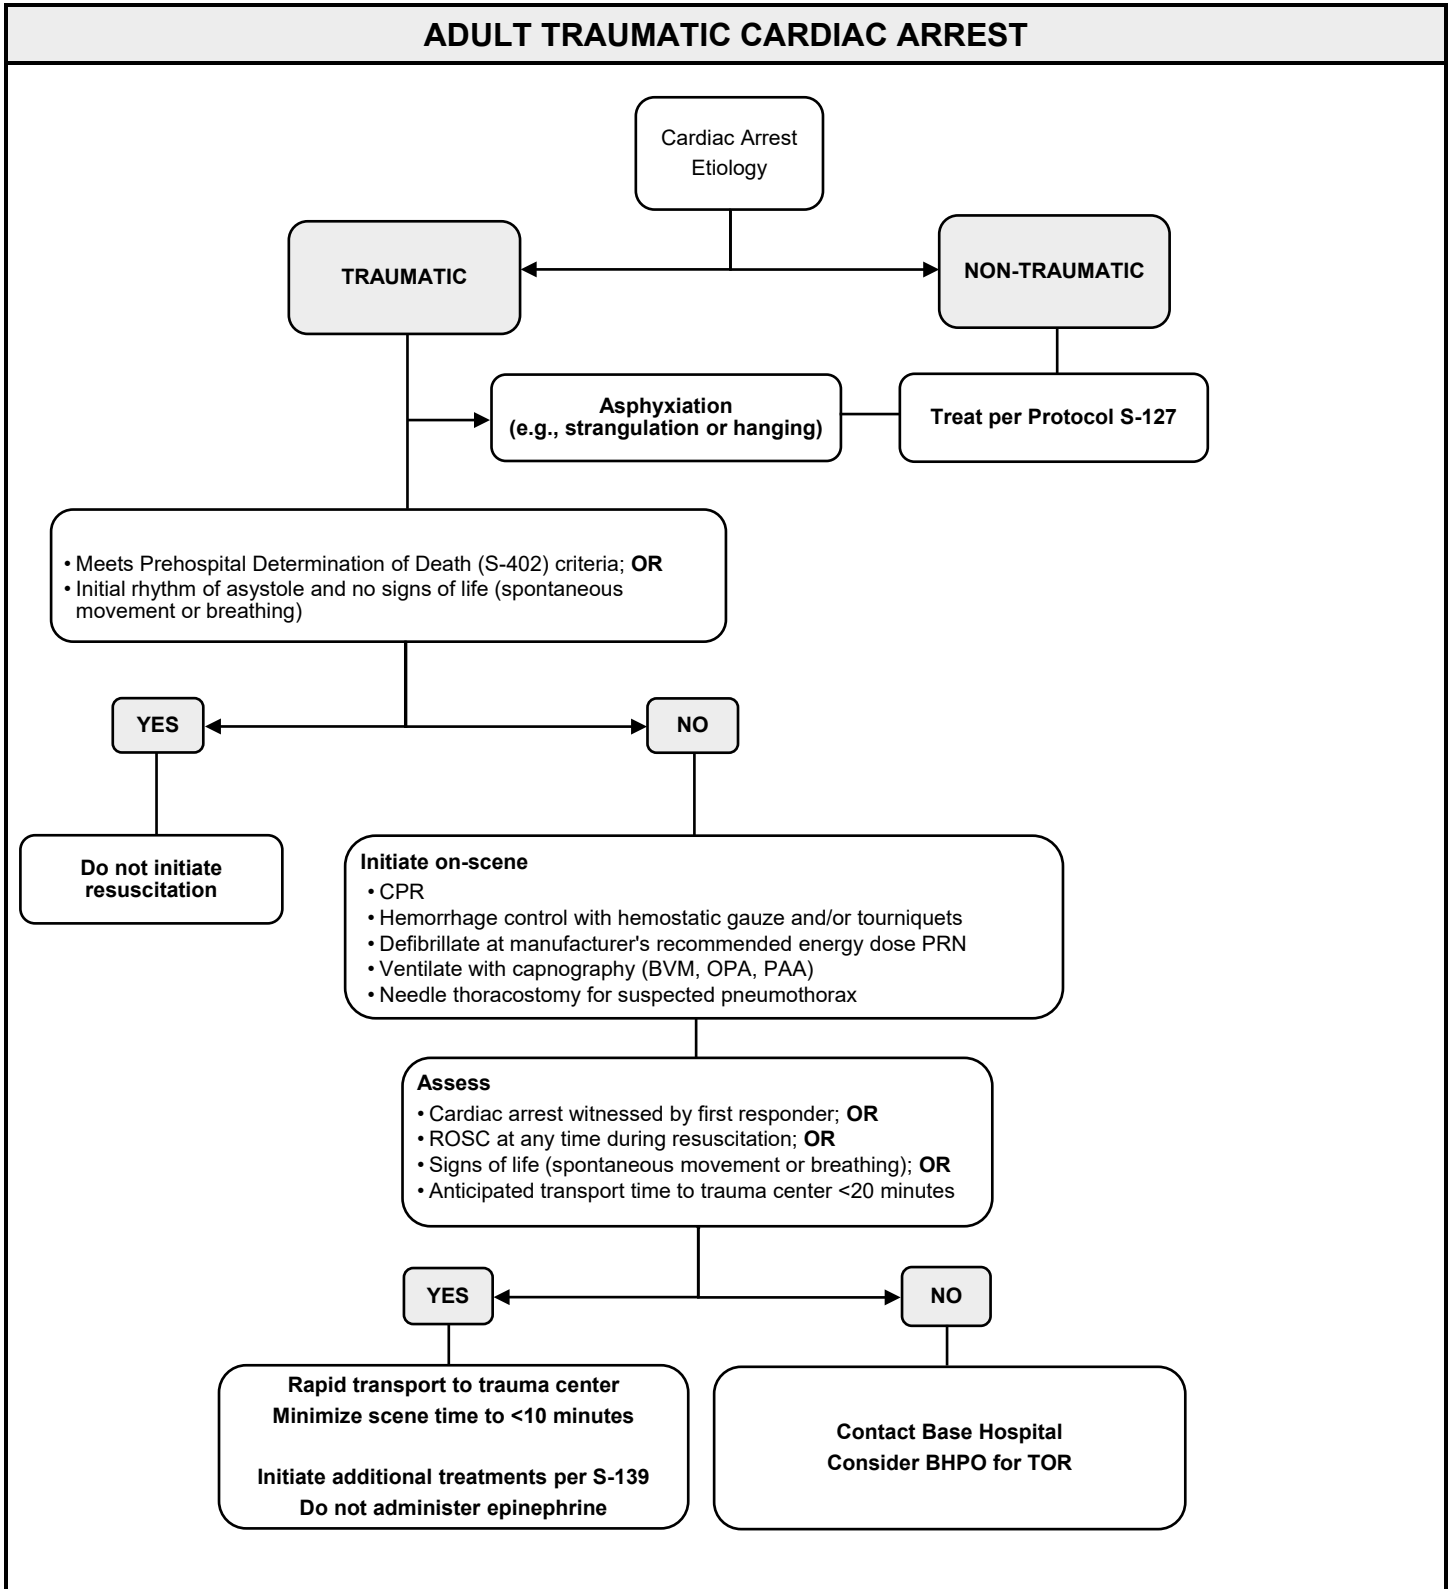 ADULT TRAUMATIC CARDIAC ARREST
Cardiac Arrest
Etiology
TRAUMATIC
NON-TRAUMATIC
Asphyxiation
(e.g., strangulation or hanging)
Treat per Protocol S-127
• Meets Prehospital Determination of Death (S-402) criteria; OR
• Initial rhythm of asystole and no signs of life (spontaneous
movement or breathing)
YES
NO
Do not initiate
resuscitation
Initiate on-scene
• CPR
• Hemorrhage control with hemostatic gauze and/or tourniquets
• Defibrillate at manufacturer's recommended energy dose PRN
• Ventilate with capnography (BVM, OPA, PAA)
• Needle thoracostomy for suspected pneumothorax
Assess
• Cardiac arrest witnessed by first responder; OR
• ROSC at any time during resuscitation; OR
• Signs of life (spontaneous movement or breathing); OR
• Anticipated transport time to trauma center <20 minutes
YES
NO
Rapid transport to trauma center
Minimize scene time to <10 minutes
Initiate additional treatments per S-139
Do not administer epinephrine
Contact Base Hospital
Consider BHPO for TOR